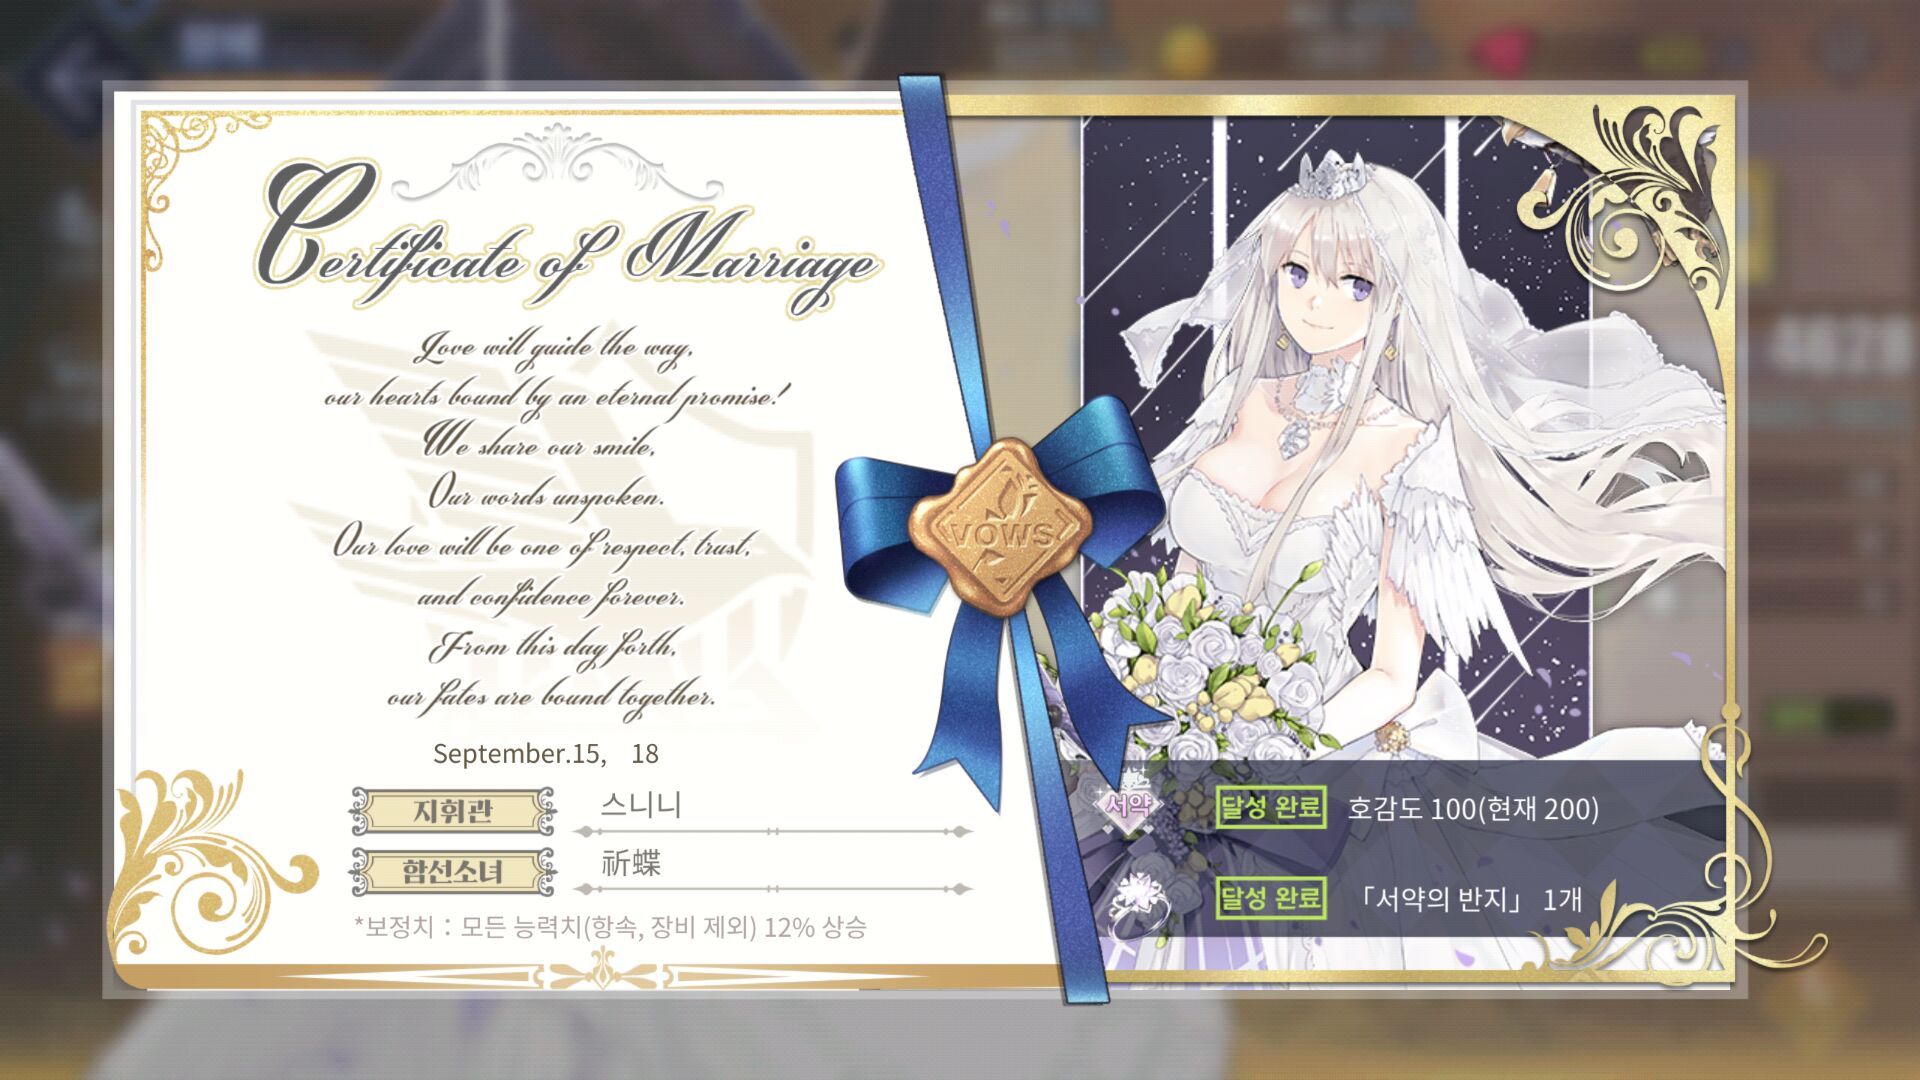 Certificate of Marriage
Love will guide the way,
our hearts bound by an eternal promise!
We share our smile,
Our words unspoken.
Our love will be one of respect, trust,
and confidence forever.
From this day forth,
our fates are bound together.
September.15, 18
지휘관 스니니
함선소녀 祈蝶
*보정치 : 모든 능력치(항속, 장비 제외) 12% 상승
VOWS
서약 달성 완료 호감도 100(현재 200)
달성 완료 「서약의 반지」 1개